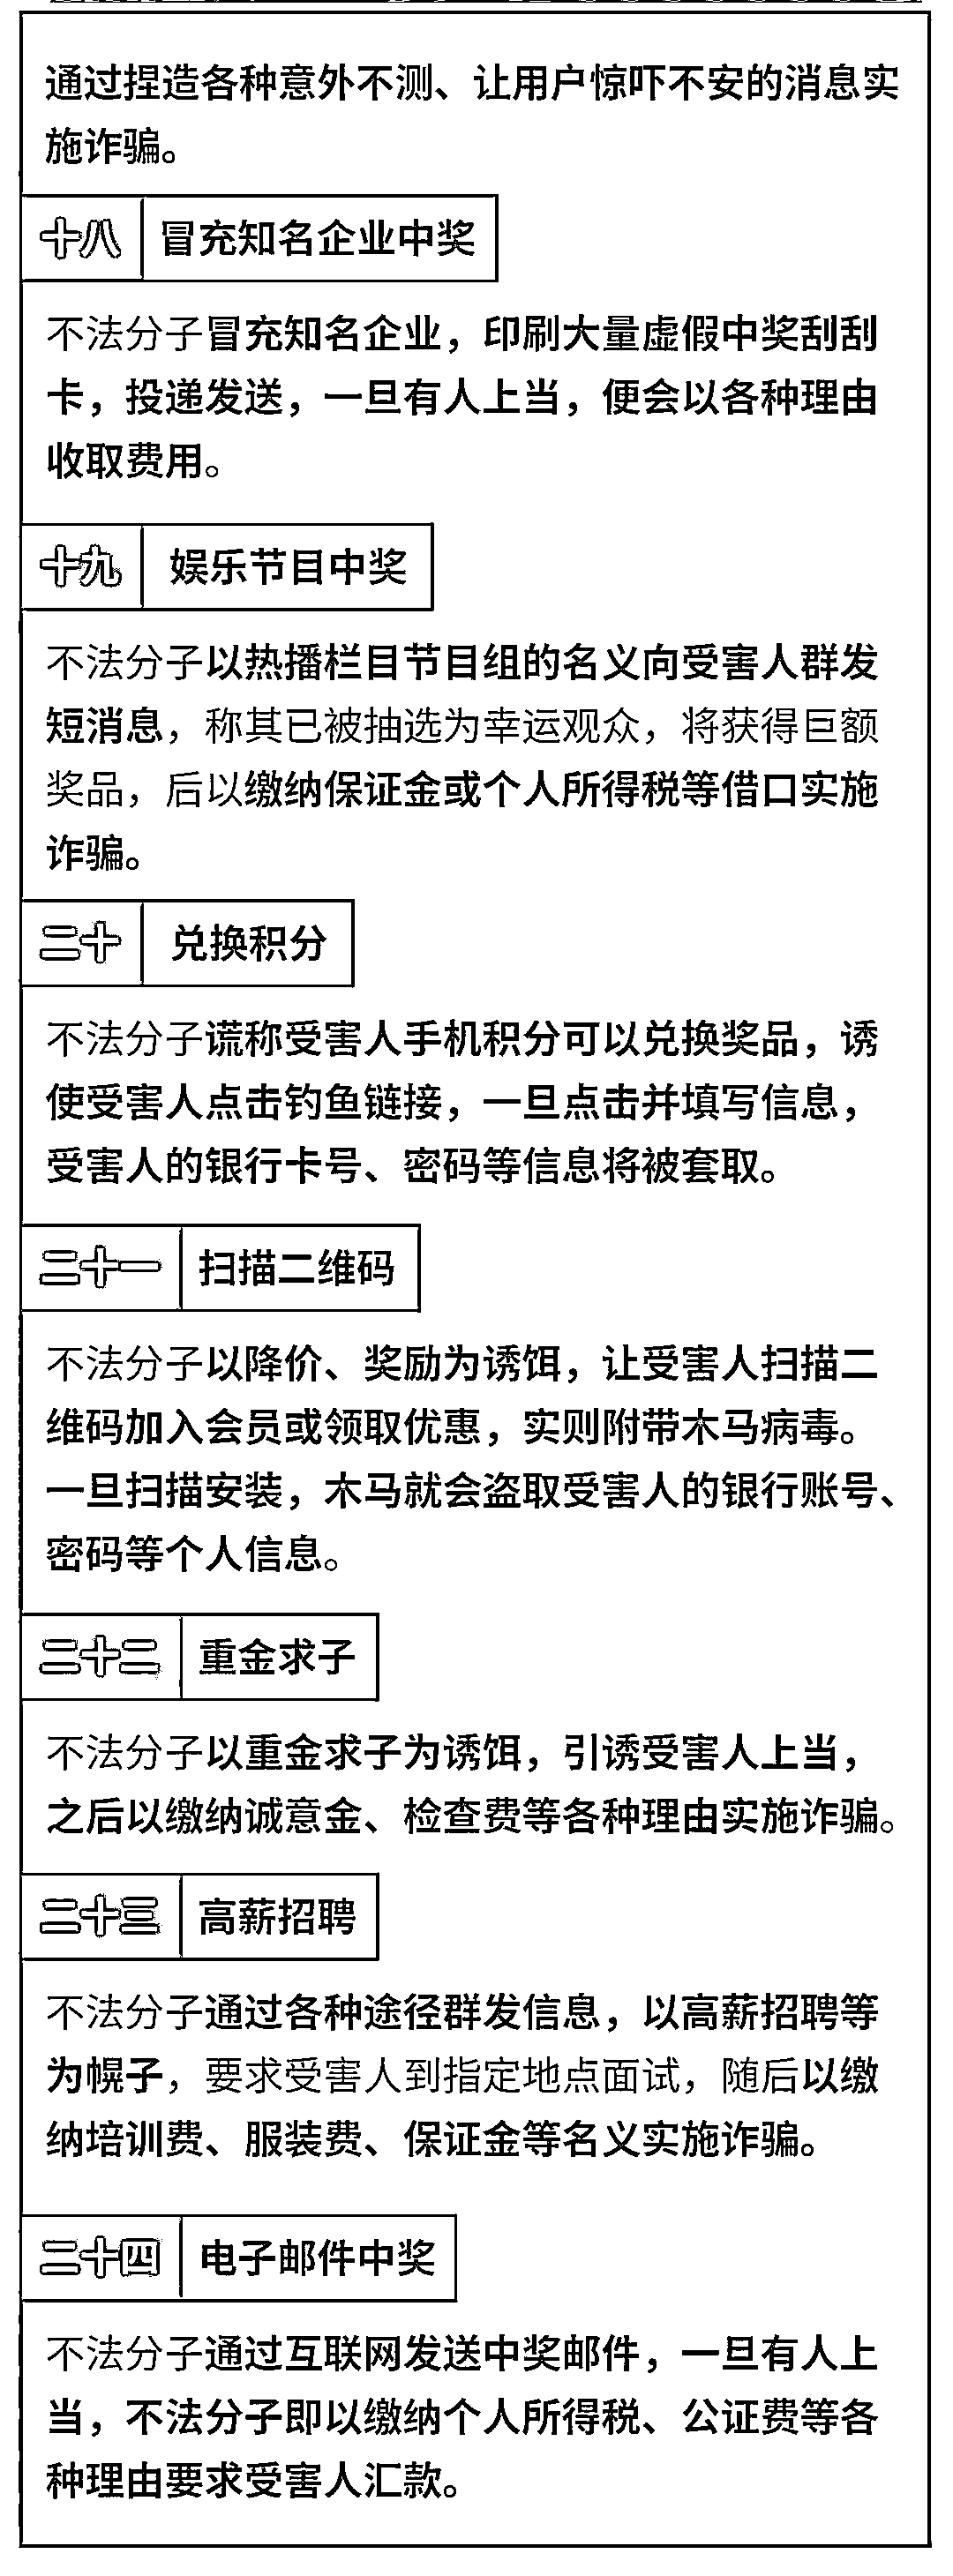 通过捏造各种意外不测、让用户惊吓不安的消息实
施诈骗。
十八 冒充知名企业中奖
不法分子冒充知名企业，印刷大量虚假中奖刮刮
卡，投递发送，一旦有人上当，便会以各种理由
收取费用。
十九 娱乐节目中奖
不法分子以热播栏目节目组的名义向受害人群发
短消息，称其已被抽选为幸运观众，将获得巨额
奖品，后以缴纳保证金或个人所得税等借口实施
诈骗。
二十 兑换积分
不法分子谎称受害人手机积分可以兑换奖品，诱
使受害人点击钓鱼链接，一旦点击并填写信息，
受害人的银行卡号、密码等信息将被套取。
二十一 扫描二维码
不法分子以降价、奖励为诱饵，让受害人扫描二
维码加入会员或领取优惠，实则附带木马病毒。
一旦扫描安装，木马就会盗取受害人的银行账号、
密码等个人信息。
二十二 重金求子
不法分子以重金求子为诱饵，引诱受害人上当，
之后以缴纳诚意金、检查费等各种理由实施诈骗。
二十三 高薪招聘
不法分子通过各种途径群发信息，以高薪招聘等
为幌子，要求受害人到指定地点面试，随后以缴
纳培训费、服装费、保证金等名义实施诈骗。
二十四 电子邮件中奖
不法分子通过互联网发送中奖邮件，一旦有人上
当，不法分子即以缴纳个人所得税、公证费等各
种理由要求受害人汇款。